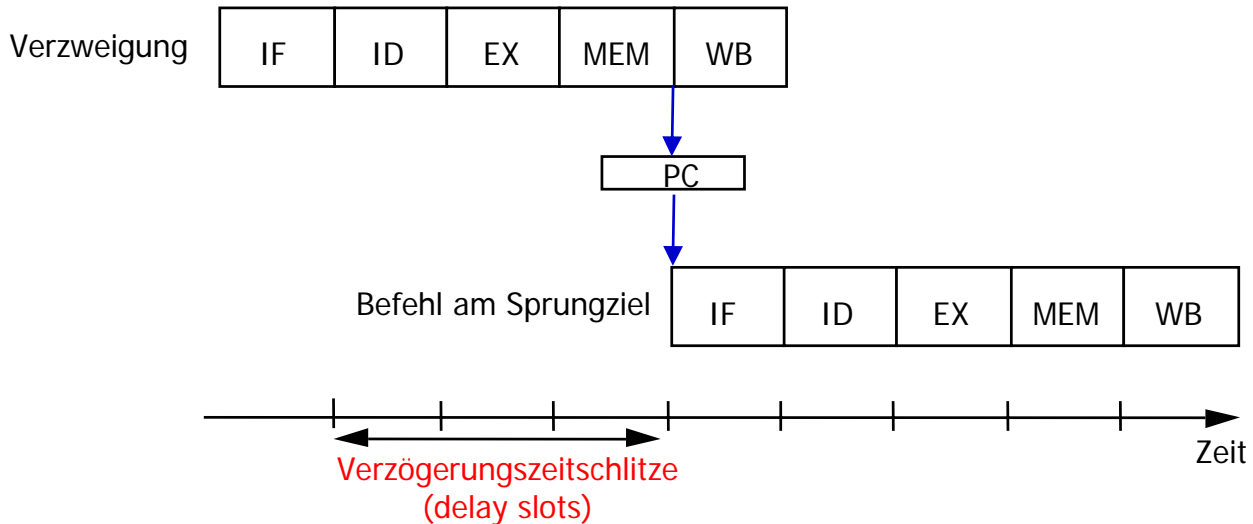 Verzweigung
IF ID EX MEM WB
PC
Befehl am Sprungziel
IF ID EX MEM WB
Zeit
Verzögerungszeitschlitze
(delay slots)